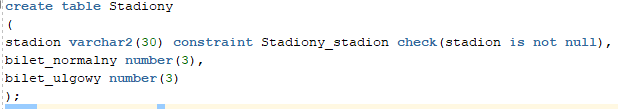 create table Stadiony
(
stadion varchar2(30) constraint Stadiony_stadion check(stadion is not null),
bilet_normalny number(3),
bilet_ulgowy number(3)
);